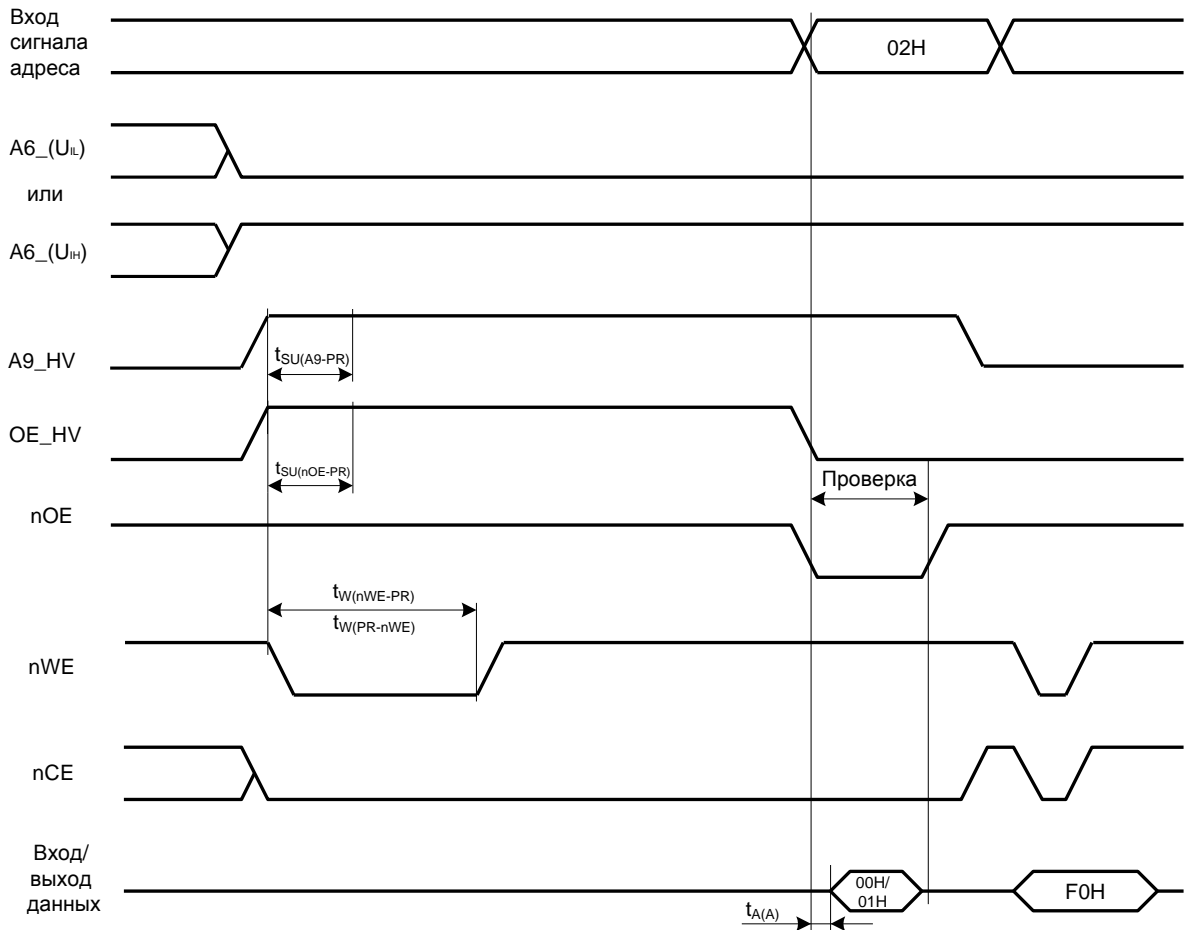 Вход
сигнала
адреса
02H
A6_(UIL)
или
A6_(UIH)
A9_HV
tSU(A9-PR)
OE_HV
tSU(nOE-PR)
Проверка
nOE
tW(nWE-PR)
tW(PR-nWE)
nWE
nCE
Вход/
выход
данных
00H/
01H
F0H
tA(A)